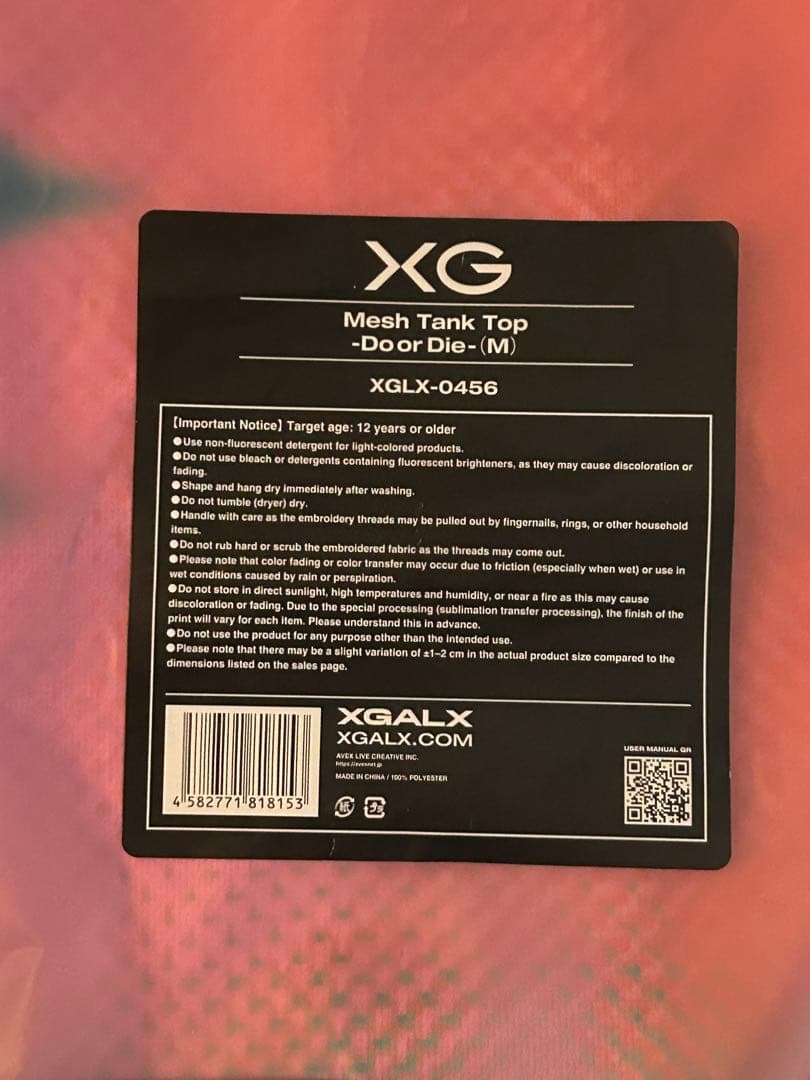 XG
Mesh Tank Top
-Do or Die-(M)
XGLX-0456
【Important Notice】Target age: 12 years or older
●Use non-fluorescent detergent for light-colored products.
●Do not use bleach or detergents containing fluorescent brighteners, as they may cause discoloration or
fading.
●Shape and hang dry immediately after washing.
●Do not tumble (dryer) dry.
●Handle with care as the embroidery threads may be pulled out by fingernails, rings, or other household
items.
●Do not rub hard or scrub the embroidered fabric as the threads may come out.
●Please note that color fading or color transfer may occur due to friction (especially when wet) or use in
wet conditions caused by rain or perspiration.
●Do not store in direct sunlight, high temperatures and humidity, or near a fire as this may cause
discoloration or fading. Due to the special processing (sublimation transfer processing), the finish of the
print will vary for each item. Please understand this in advance.
●Do not use the product for any purpose other than the intended use.
●Please note that there may be a slight variation of ±1–2 cm in the actual product size compared to the
dimensions listed on the sales page.
XGALX
XGALX.COM
AVEX LIVE CREATIVE INC.
https://avexnet.jp
MADE IN CHINA / 100% POLYESTER
紙 プラ
4 582771 818153
USER MANUAL QR